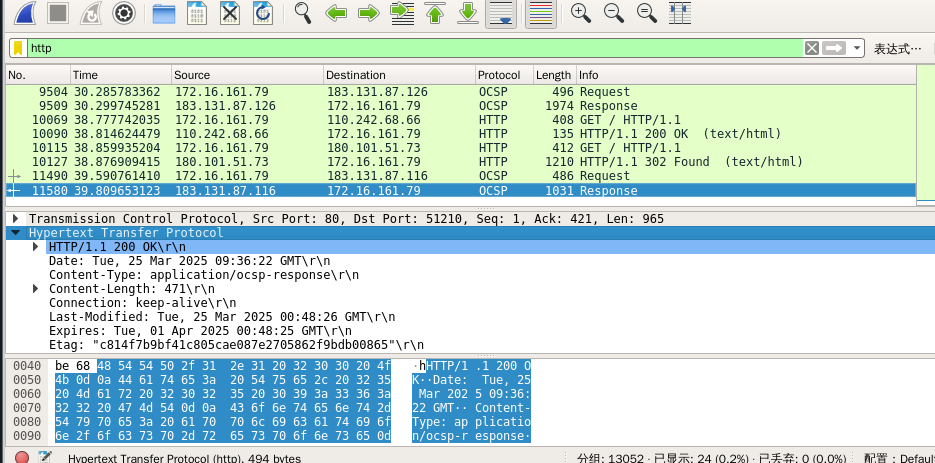 http 表达式…
No. Time Source Destination Protocol Length Info
9504 30.285783362 172.16.161.79 183.131.87.126 OCSP 496 Request
9509 30.299745281 183.131.87.126 172.16.161.79 OCSP 1974 Response
10069 38.777742035 172.16.161.79 110.242.68.66 HTTP 408 GET / HTTP/1.1
10090 38.814624479 110.242.68.66 172.16.161.79 HTTP 135 HTTP/1.1 200 OK (text/html)
10115 38.859935204 172.16.161.79 180.101.51.73 HTTP 412 GET / HTTP/1.1
10127 38.876909415 180.101.51.73 172.16.161.79 HTTP 1210 HTTP/1.1 302 Found (text/html)
11490 39.590761410 172.16.161.79 183.131.87.116 OCSP 486 Request
11580 39.809653123 183.131.87.116 172.16.161.79 OCSP 1031 Response
Transmission Control Protocol, Src Port: 80, Dst Port: 51210, Seq: 1, Ack: 421, Len: 965
Hypertext Transfer Protocol
HTTP/1.1 200 OK\r\n
Date: Tue, 25 Mar 2025 09:36:22 GMT\r\n
Content-Type: application/ocsp-response\r\n
Content-Length: 471\r\n
Connection: keep-alive\r\n
Last-Modified: Tue, 25 Mar 2025 00:48:26 GMT\r\n
Expires: Tue, 01 Apr 2025 00:48:25 GMT\r\n
Etag: "c814f7b9bf41c805cae087e2705862f9bdb00865"\r\n
0040 be 68 48 54 54 50 2f 31 2e 31 20 32 30 30 20 4f ·hHTTP/1 .1 200 O
0050 4b 0d 0a 44 61 74 65 3a 20 54 75 65 2c 20 32 35 K··Date: Tue, 25
0060 20 4d 61 72 20 32 30 32 35 20 30 39 3a 33 36 3a Mar 202 5 09:36:
0070 32 32 20 47 4d 54 0d 0a 43 6f 6e 74 65 6e 74 2d 22 GMT·· Content-
0080 54 79 70 65 3a 20 61 70 70 6c 69 63 61 74 69 6f Type: ap plicatio
0090 6e 2f 6f 63 73 70 2d 72 65 73 70 6f 6e 73 65 0d n/ocsp-r esponse·
Hypertext Transfer Protocol (http), 494 bytes 分组: 13052 · 已显示: 24 (0.2%) · 已丢弃: 0 (0.0%) 配置：Defaul